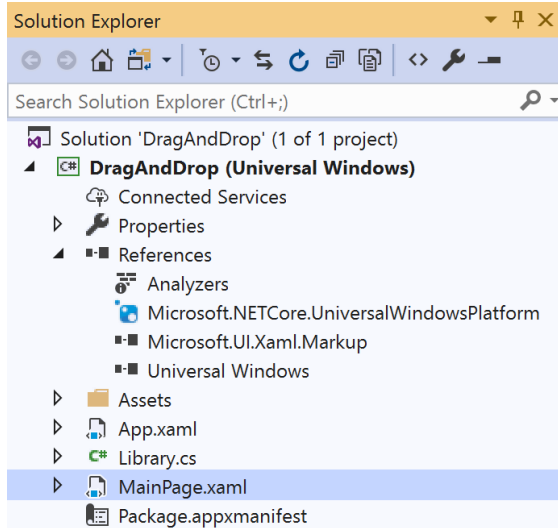 Solution Explorer
Search Solution Explorer (Ctrl+;)
Solution 'DragAndDrop' (1 of 1 project)
C# DragAndDrop (Universal Windows)
Connected Services
Properties
References
Analyzers
Microsoft.NETCore.UniversalWindowsPlatform
Microsoft.UI.Xaml.Markup
Universal Windows
Assets
App.xaml
C# Library.cs
MainPage.xaml
Package.appxmanifest